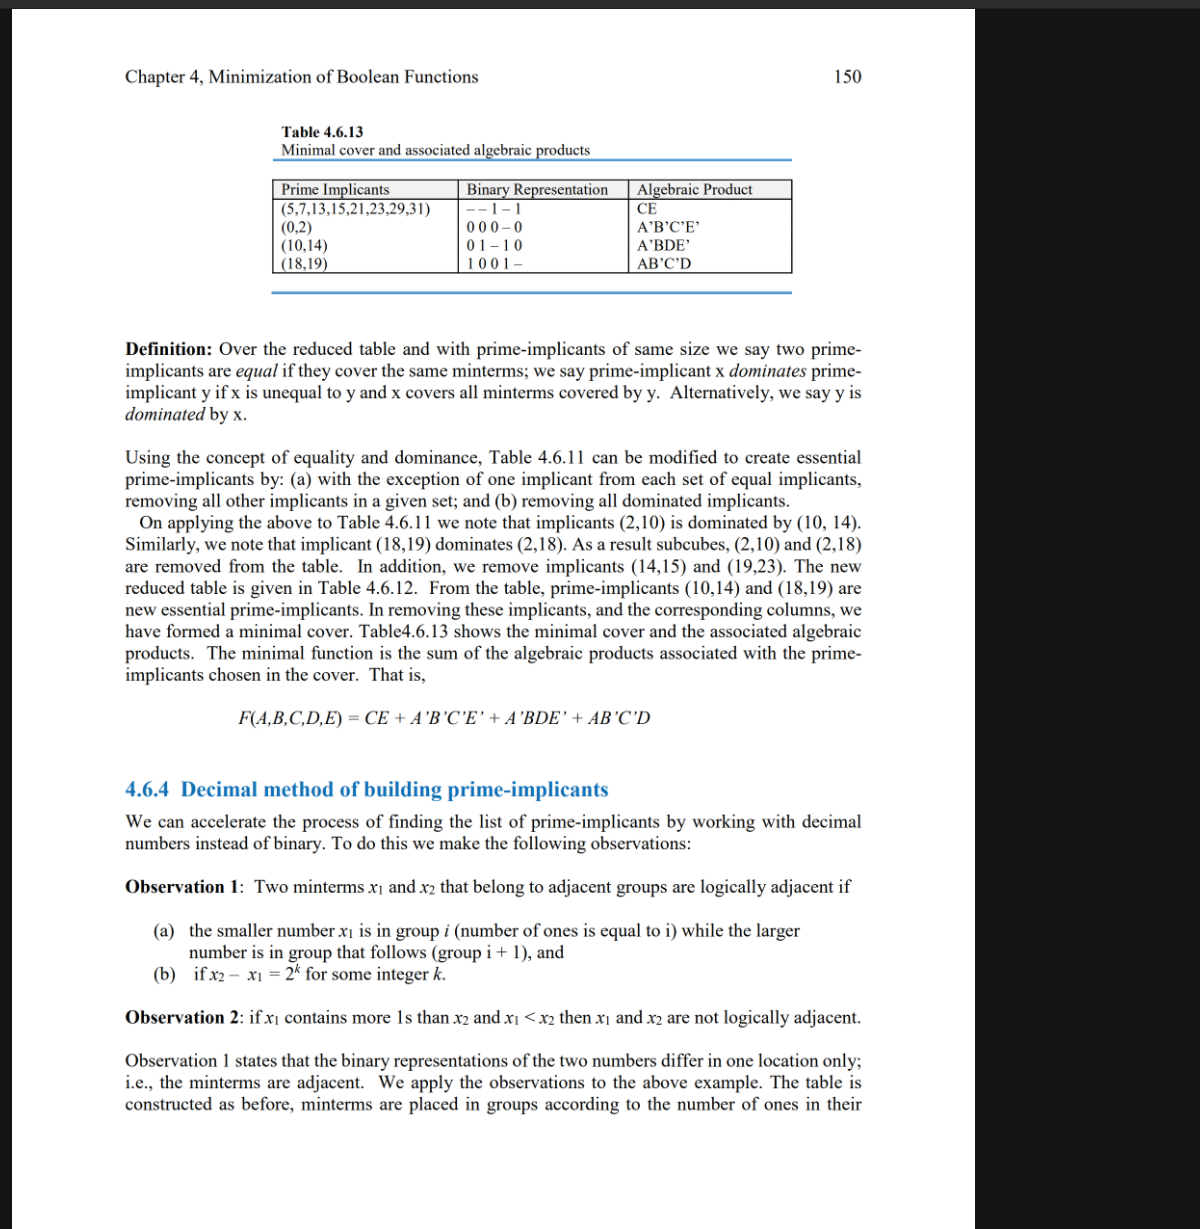 Chapter 4, Minimization of Boolean Functions 150
Table 4.6.13
Minimal cover and associated algebraic products
Prime Implicants Binary Representation Algebraic Product
(5,7,13,15,21,23,29,31) – – 1 – 1 CE
(0,2) 0 0 0 – 0 A’B’C’E’
(10,14) 0 1 – 1 0 A’BDE’
(18,19) 1 0 0 1 – AB’C’D
Definition: Over the reduced table and with prime-implicants of same size we say two prime-
implicants are equal if they cover the same minterms; we say prime-implicant x dominates prime-
implicant y if x is unequal to y and x covers all minterms covered by y. Alternatively, we say y is
dominated by x.
Using the concept of equality and dominance, Table 4.6.11 can be modified to create essential
prime-implicants by: (a) with the exception of one implicant from each set of equal implicants,
removing all other implicants in a given set; and (b) removing all dominated implicants.
On applying the above to Table 4.6.11 we note that implicants (2,10) is dominated by (10, 14).
Similarly, we note that implicant (18,19) dominates (2,18). As a result subcubes, (2,10) and (2,18)
are removed from the table. In addition, we remove implicants (14,15) and (19,23). The new
reduced table is given in Table 4.6.12. From the table, prime-implicants (10,14) and (18,19) are
new essential prime-implicants. In removing these implicants, and the corresponding columns, we
have formed a minimal cover. Table4.6.13 shows the minimal cover and the associated algebraic
products. The minimal function is the sum of the algebraic products associated with the prime-
implicants chosen in the cover. That is,
F(A,B,C,D,E) = CE + A’B’C’E’ + A’BDE’ + AB’C’D
4.6.4 Decimal method of building prime-implicants
We can accelerate the process of finding the list of prime-implicants by working with decimal
numbers instead of binary. To do this we make the following observations:
Observation 1: Two minterms x₁ and x₂ that belong to adjacent groups are logically adjacent if
(a) the smaller number x₁ is in group i (number of ones is equal to i) while the larger
number is in group that follows (group i + 1), and
(b) if x₂ – x₁ = 2ᵏ for some integer k.
Observation 2: if x₁ contains more 1s than x₂ and x₁ < x₂ then x₁ and x₂ are not logically adjacent.
Observation 1 states that the binary representations of the two numbers differ in one location only;
i.e., the minterms are adjacent. We apply the observations to the above example. The table is
constructed as before, minterms are placed in groups according to the number of ones in their